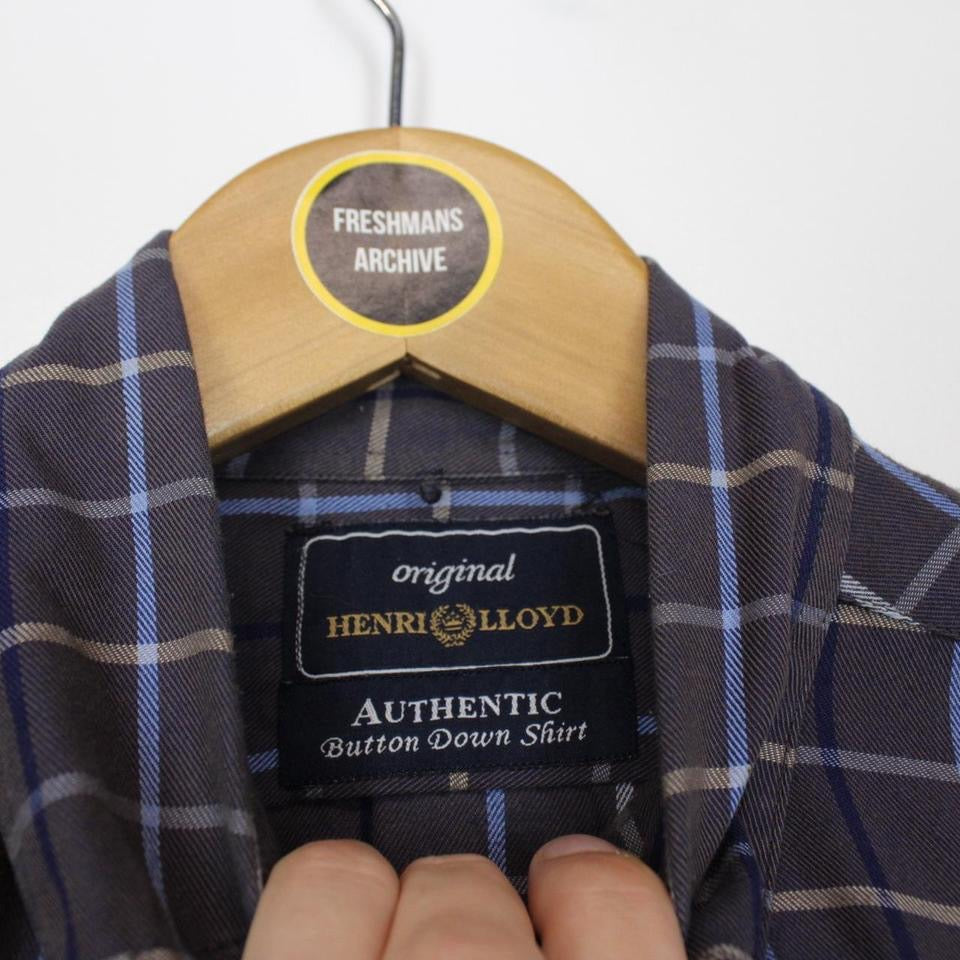 FRESHMANS
ARCHIVE
original
HENRI LLOYD
AUTHENTIC
Button Down Shirt